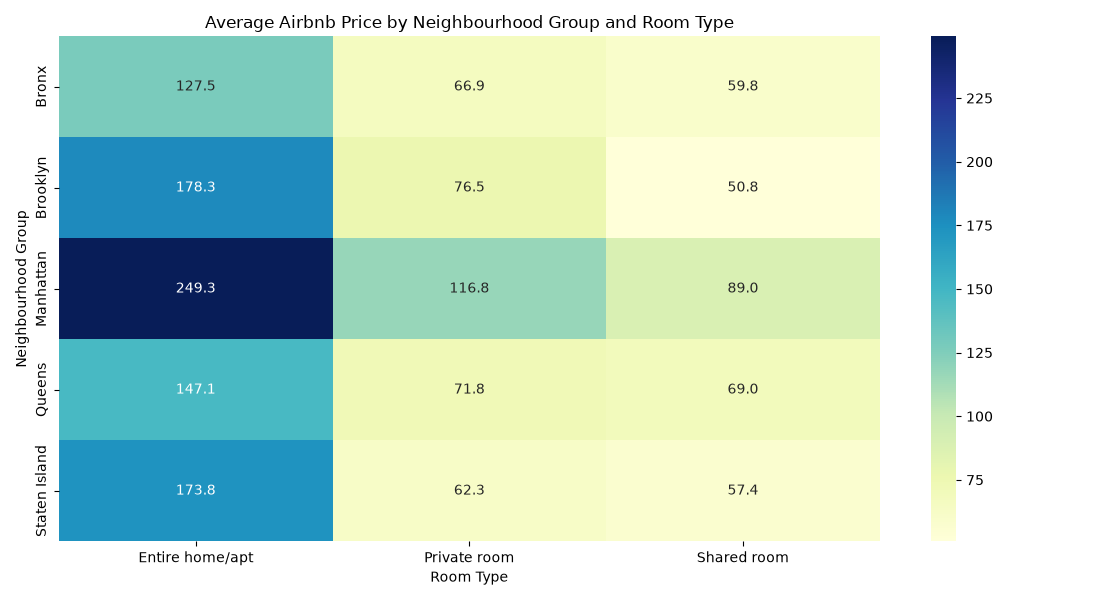 Average Airbnb Price by Neighbourhood Group and Room Type
Neighbourhood Group
Bronx
127.5
66.9
59.8
Brooklyn
178.3
76.5
50.8
Manhattan
249.3
116.8
89.0
Queens
147.1
71.8
69.0
Staten Island
173.8
62.3
57.4
Entire home/apt
Private room
Shared room
Room Type
225
200
175
150
125
100
75